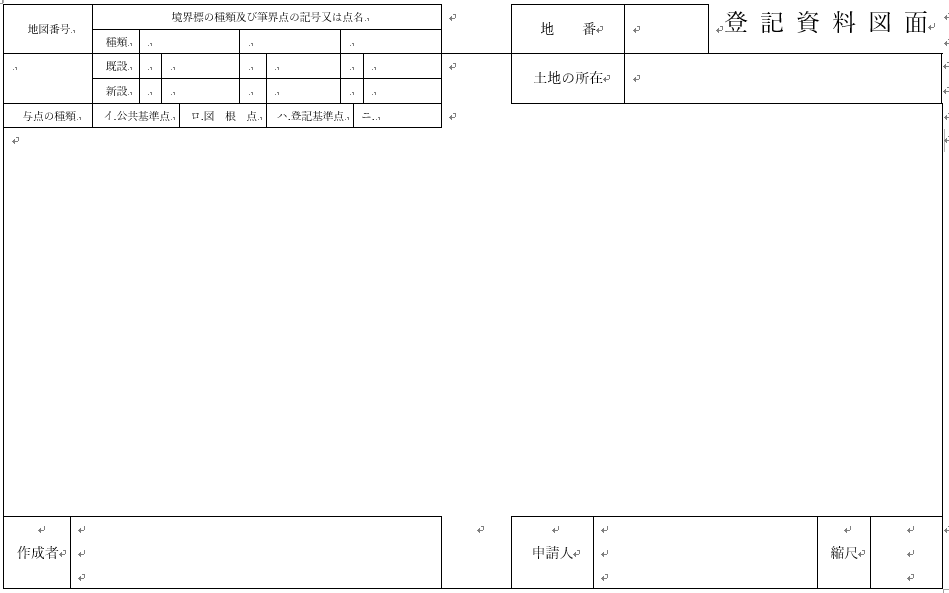 地図番号
境界標の種類及び筆界点の記号又は点名
種類
既設
新設
与点の種類 イ.公共基準点 ロ.図 根 点 ハ.登記基準点 ニ.
地 番
登記資料図面
土地の所在
作成者
申請人
縮尺